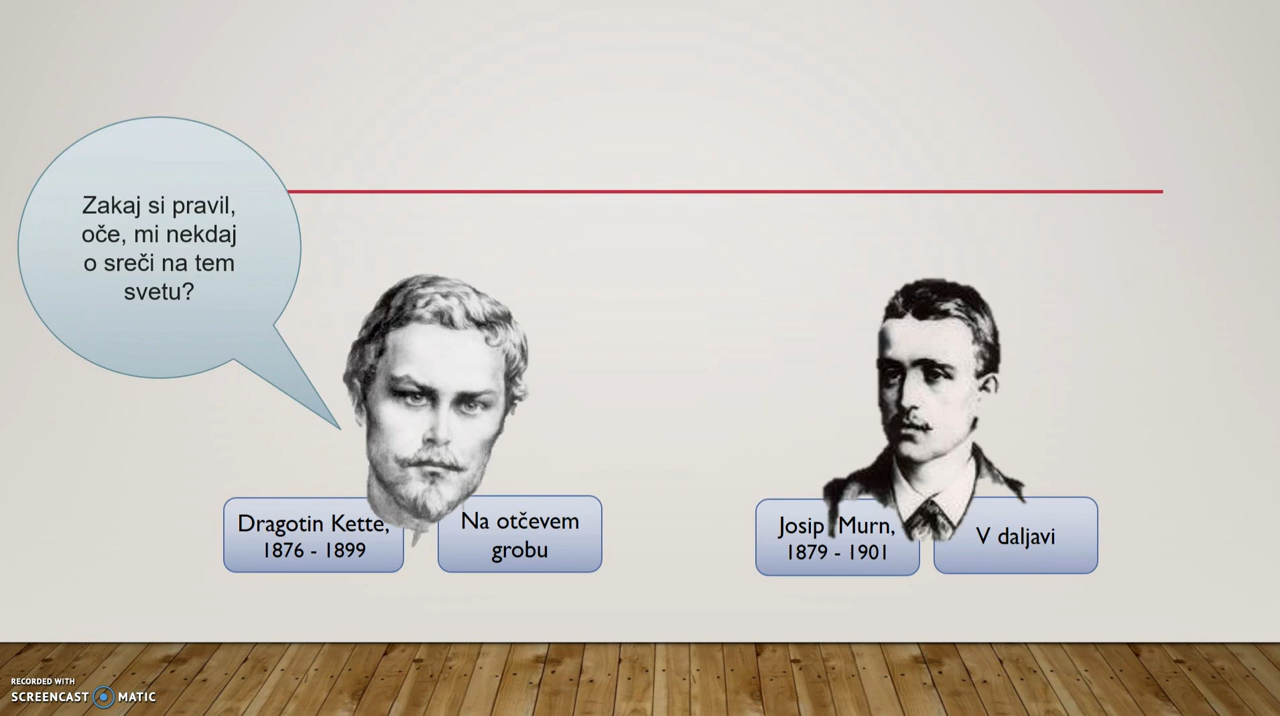 Zakaj si pravil,
oče, mi nekdaj
o sreči na tem
svetu?
Dragotin Kette,
1876 - 1899
Na otčevem
grobu
Josip Murn,
1879 - 1901
V daljavi
RECORDED WITH
SCREENCAST MATIC